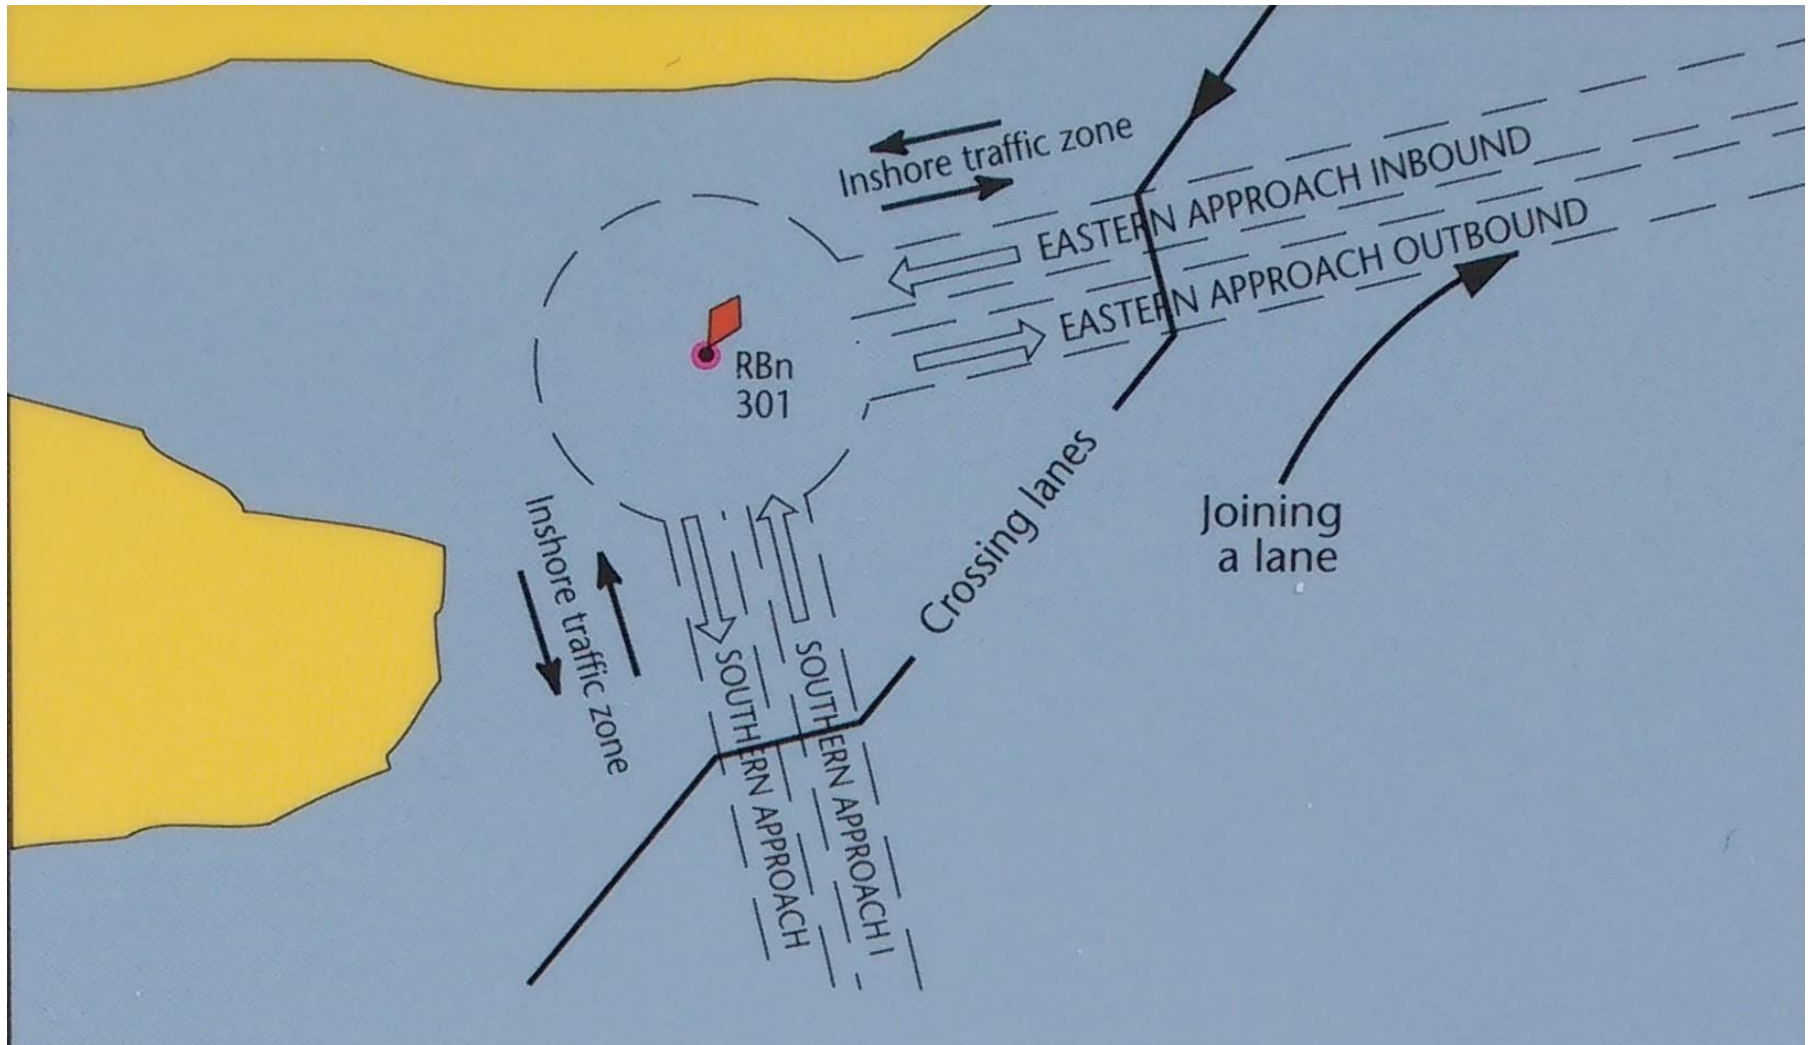 Inshore traffic zone
EASTERN APPROACH INBOUND
EASTERN APPROACH OUTBOUND
RBn
301
Crossing lanes
Joining
a lane
Inshore traffic zone
SOUTHERN APPROACH
SOUTHERN APPROACH I